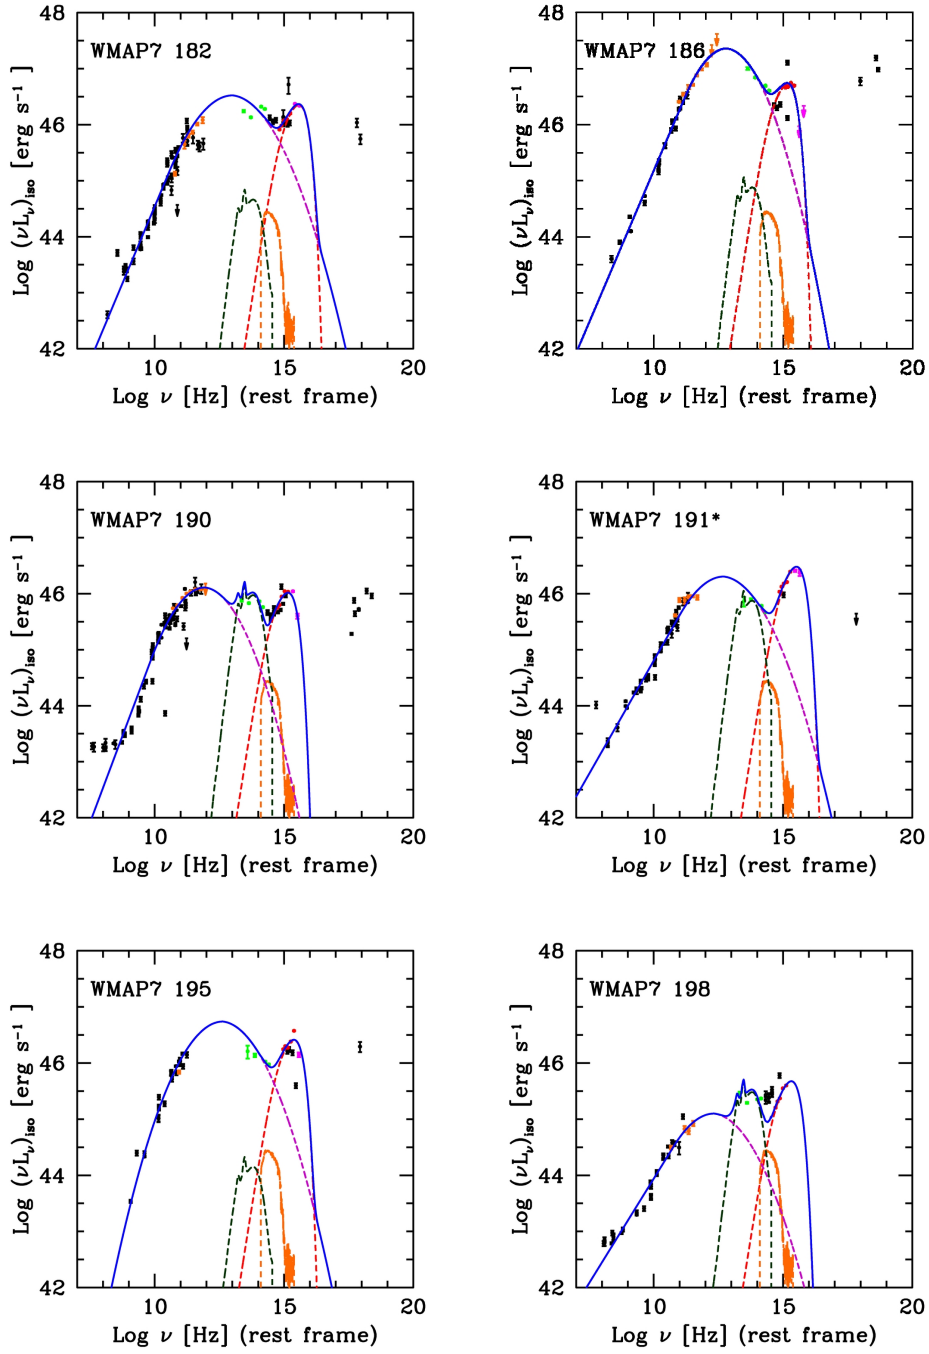 WMAP7 182
48
46
44
42
Log (νLν)iso [erg s−1]
10 15 20
Log ν [Hz] (rest frame)
WMAP7 186
48
46
44
42
Log (νLν)iso [erg s−1]
10 15 20
Log ν [Hz] (rest frame)
WMAP7 190
48
46
44
42
Log (νLν)iso [erg s−1]
10 15 20
Log ν [Hz] (rest frame)
WMAP7 191*
48
46
44
42
Log (νLν)iso [erg s−1]
10 15 20
Log ν [Hz] (rest frame)
WMAP7 195
48
46
44
42
Log (νLν)iso [erg s−1]
10 15 20
Log ν [Hz] (rest frame)
WMAP7 198
48
46
44
42
Log (νLν)iso [erg s−1]
10 15 20
Log ν [Hz] (rest frame)